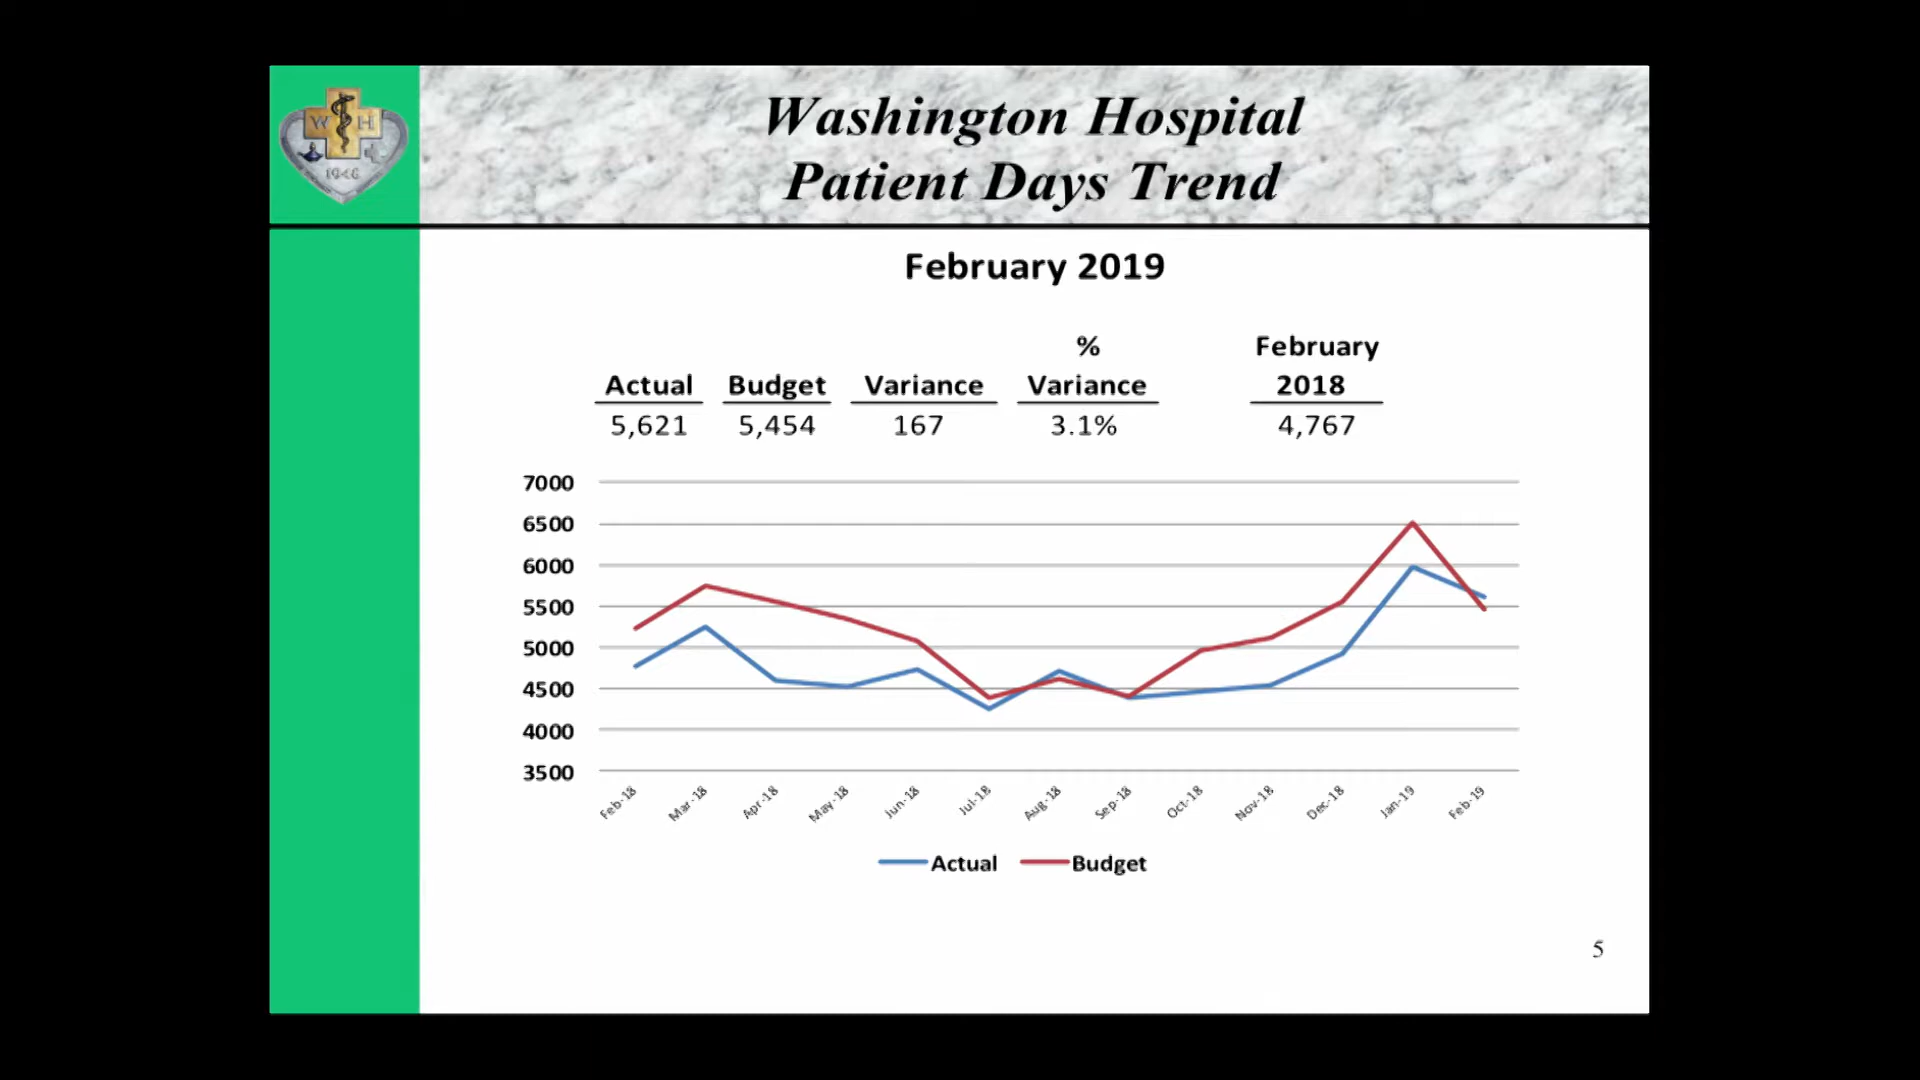 W H
1948
Washington Hospital
Patient Days Trend
February 2019
Actual Budget Variance % Variance February 2018
5,621 5,454 167 3.1% 4,767
7000
6500
6000
5500
5000
4500
4000
3500
Feb-18 Mar-18 Apr-18 May-18 Jun-18 Jul-18 Aug-18 Sep-18 Oct-18 Nov-18 Dec-18 Jan-19 Feb-19
Actual Budget
5